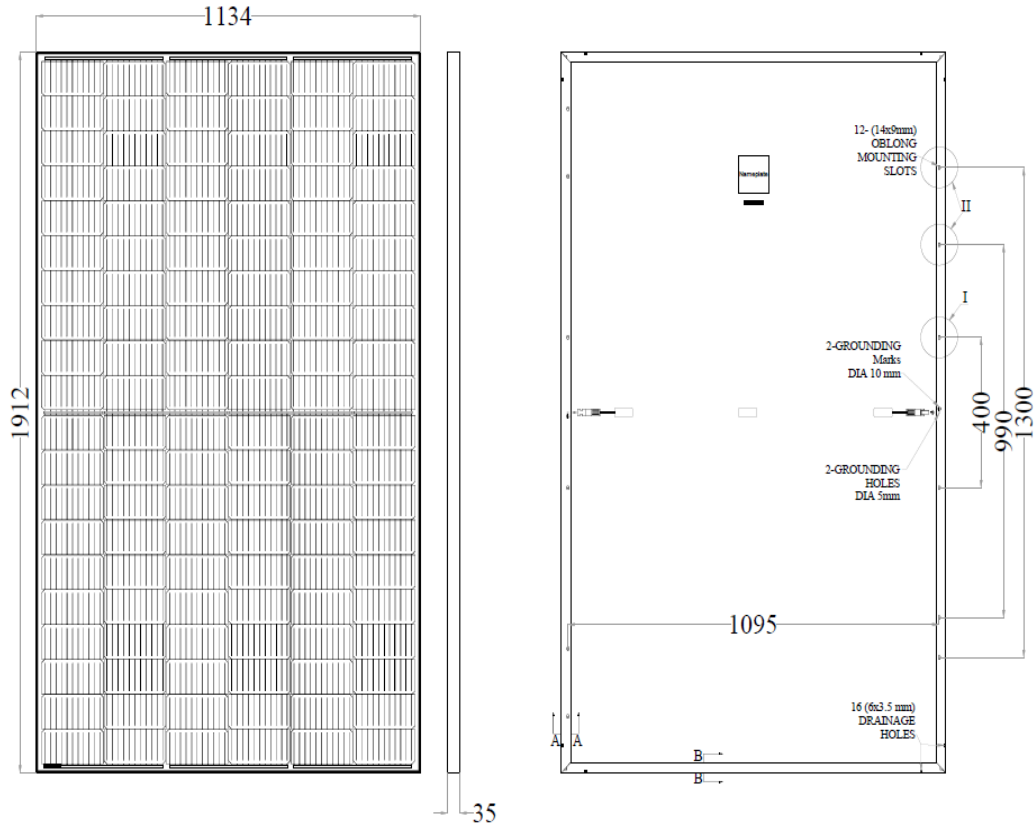 1134
1912
35
Nameplate
12- (14x9mm)
OBLONG
MOUNTING
SLOTS
II
I
2-GROUNDING
Marks
DIA 10 mm
400
990
1300
2-GROUNDING
HOLES
DIA 5mm
1095
16 (6x3.5 mm)
DRAINAGE
HOLES
A
A
B
B